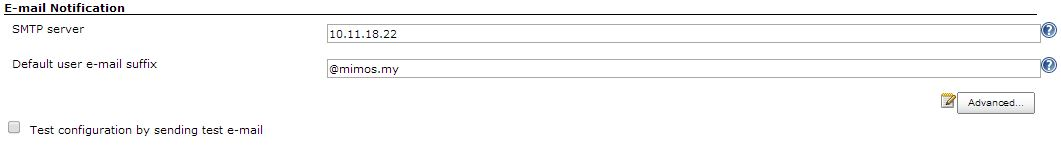 E-mail Notification
SMTP server
10.11.18.22
Default user e-mail suffix
@mimos.my
Advanced...
Test configuration by sending test e-mail